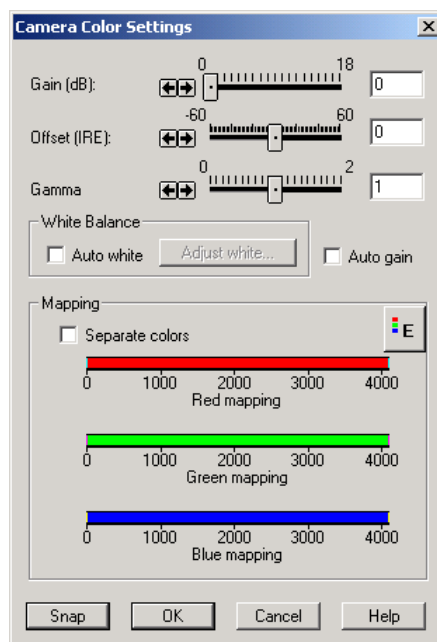 Camera Color Settings
0 18
Gain (dB): 0
-60 60
Offset (IRE): 0
0 2
Gamma 1
White Balance
Auto white Adjust white... Auto gain
Mapping
Separate colors E
0 1000 2000 3000 4000
Red mapping
0 1000 2000 3000 4000
Green mapping
0 1000 2000 3000 4000
Blue mapping
Snap OK Cancel Help